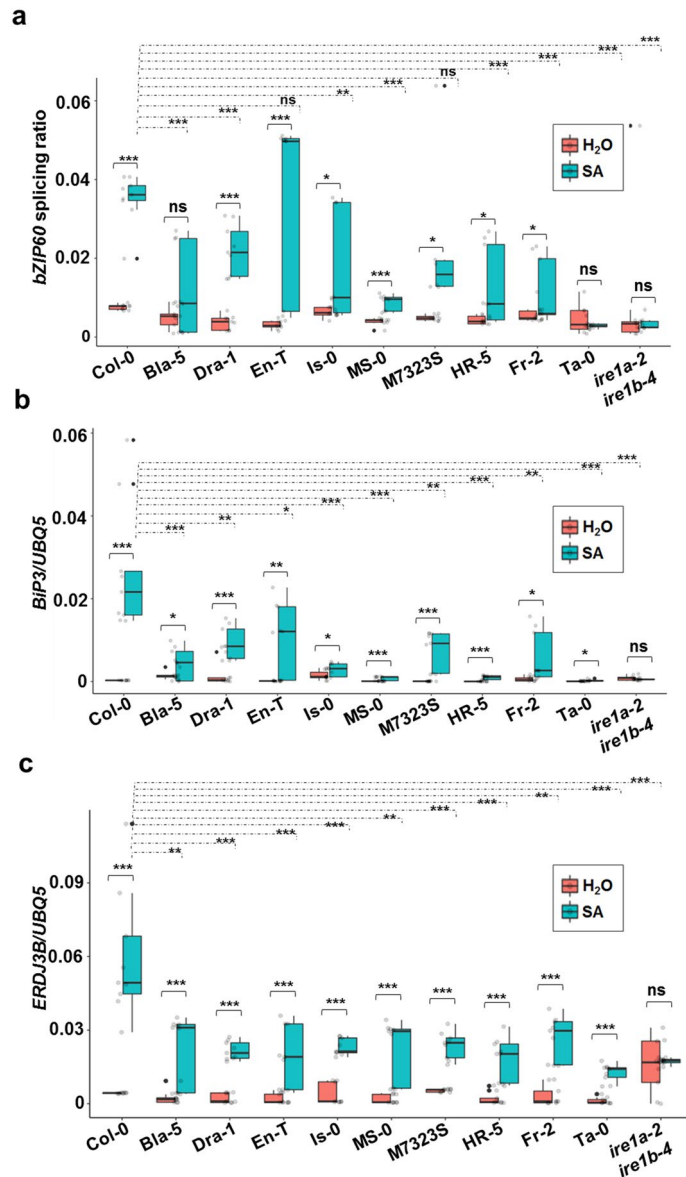 a
***
***
***
***
ns
***
**
ns
***
***
***
***
ns
***
*
***
*
*
*
ns
ns
bZIP60 splicing ratio
0.06
0.04
0.02
0
H2O
SA
Col-0
Bla-5
Dra-1
En-T
Is-0
MS-0
M7323S
HR-5
Fr-2
Ta-0
ire1a-2
ire1b-4
b
***
***
**
***
**
***
***
*
**
***
***
*
***
**
*
***
***
***
*
*
ns
BiP3/UBQ5
0.06
0.04
0.02
0
H2O
SA
Col-0
Bla-5
Dra-1
En-T
Is-0
MS-0
M7323S
HR-5
Fr-2
Ta-0
ire1a-2
ire1b-4
c
***
***
**
***
***
**
***
***
***
**
***
***
***
***
***
***
***
***
***
***
ns
ERDJ3B/UBQ5
0.09
0.06
0.03
0
H2O
SA
Col-0
Bla-5
Dra-1
En-T
Is-0
MS-0
M7323S
HR-5
Fr-2
Ta-0
ire1a-2
ire1b-4